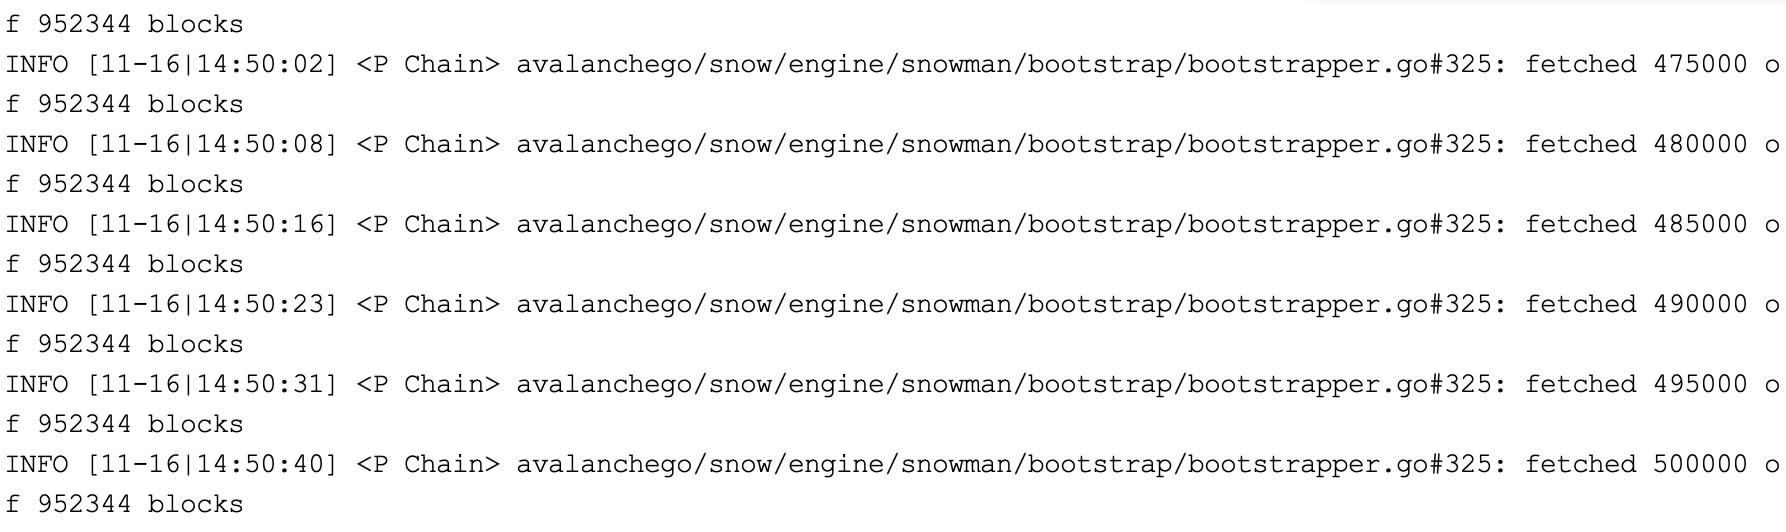 f 952344 blocks
INFO [11-16|14:50:02] <P Chain> avalanchego/snow/engine/snowman/bootstrap/bootstrapper.go#325: fetched 475000 o
f 952344 blocks
INFO [11-16|14:50:08] <P Chain> avalanchego/snow/engine/snowman/bootstrap/bootstrapper.go#325: fetched 480000 o
f 952344 blocks
INFO [11-16|14:50:16] <P Chain> avalanchego/snow/engine/snowman/bootstrap/bootstrapper.go#325: fetched 485000 o
f 952344 blocks
INFO [11-16|14:50:23] <P Chain> avalanchego/snow/engine/snowman/bootstrap/bootstrapper.go#325: fetched 490000 o
f 952344 blocks
INFO [11-16|14:50:31] <P Chain> avalanchego/snow/engine/snowman/bootstrap/bootstrapper.go#325: fetched 495000 o
f 952344 blocks
INFO [11-16|14:50:40] <P Chain> avalanchego/snow/engine/snowman/bootstrap/bootstrapper.go#325: fetched 500000 o
f 952344 blocks